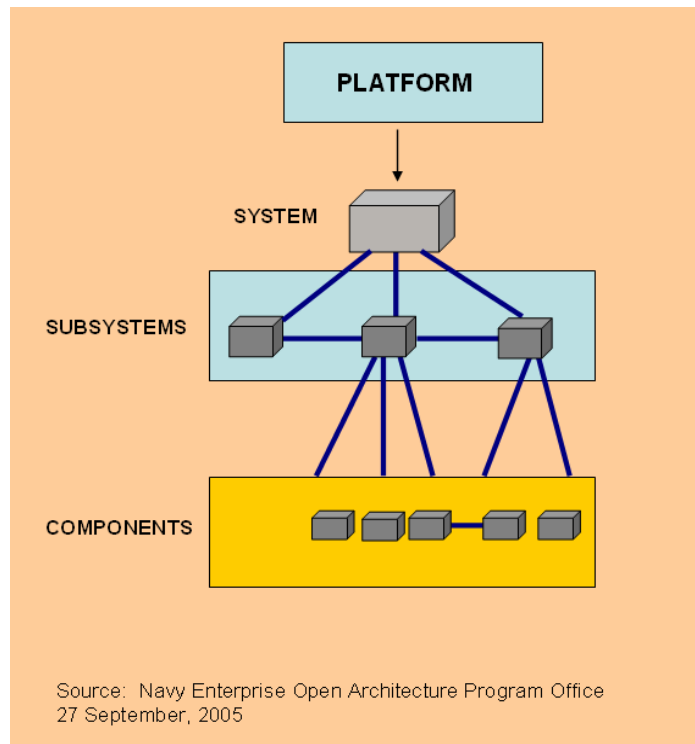 PLATFORM
SYSTEM
SUBSYSTEMS
COMPONENTS
Source:  Navy Enterprise Open Architecture Program Office
27 September, 2005